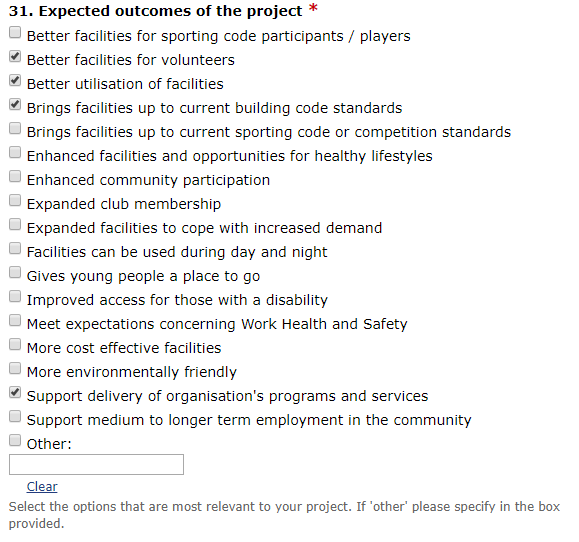 31. Expected outcomes of the project *
Better facilities for sporting code participants / players
Better facilities for volunteers
Better utilisation of facilities
Brings facilities up to current building code standards
Brings facilities up to current sporting code or competition standards
Enhanced facilities and opportunities for healthy lifestyles
Enhanced community participation
Expanded club membership
Expanded facilities to cope with increased demand
Facilities can be used during day and night
Gives young people a place to go
Improved access for those with a disability
Meet expectations concerning Work Health and Safety
More cost effective facilities
More environmentally friendly
Support delivery of organisation's programs and services
Support medium to longer term employment in the community
Other:
Clear
Select the options that are most relevant to your project. If 'other' please specify in the box
provided.